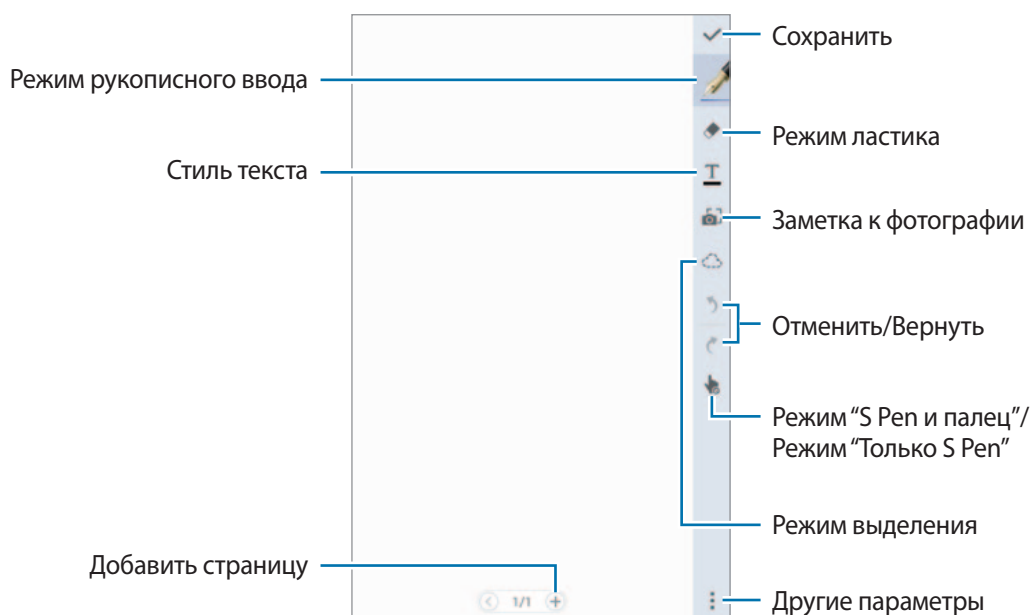 Сохранить
Режим рукописного ввода
Режим ластика
Стиль текста
T
Заметка к фотографии
Отменить/Вернуть
Режим “S Pen и палец”/
Режим “Только S Pen”
Режим выделения
Добавить страницу
1/1
Другие параметры